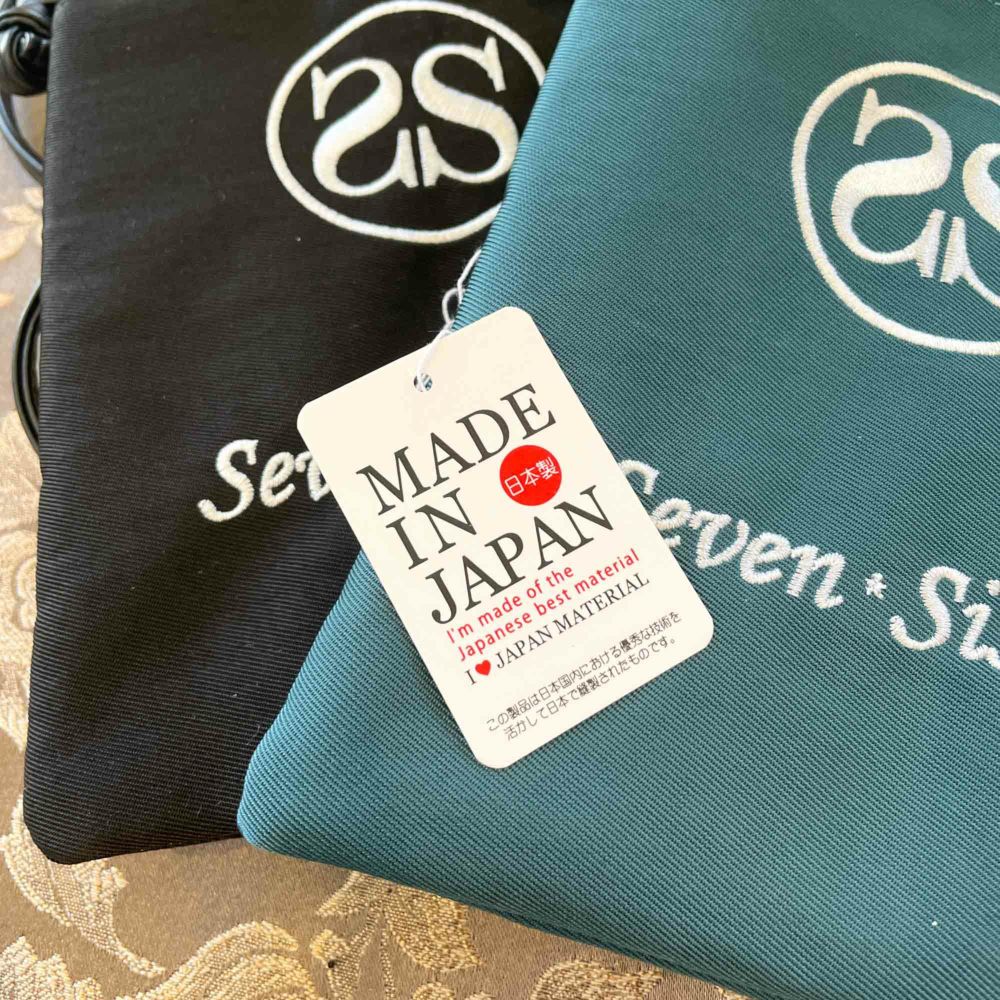 Seven * Si
MADE
IN
JAPAN
日本製
I'm made of the
Japanese best material
I ♥ JAPAN MATERIAL
この製品は日本国内における優秀な技術を
活かして日本で縫製されたものです。